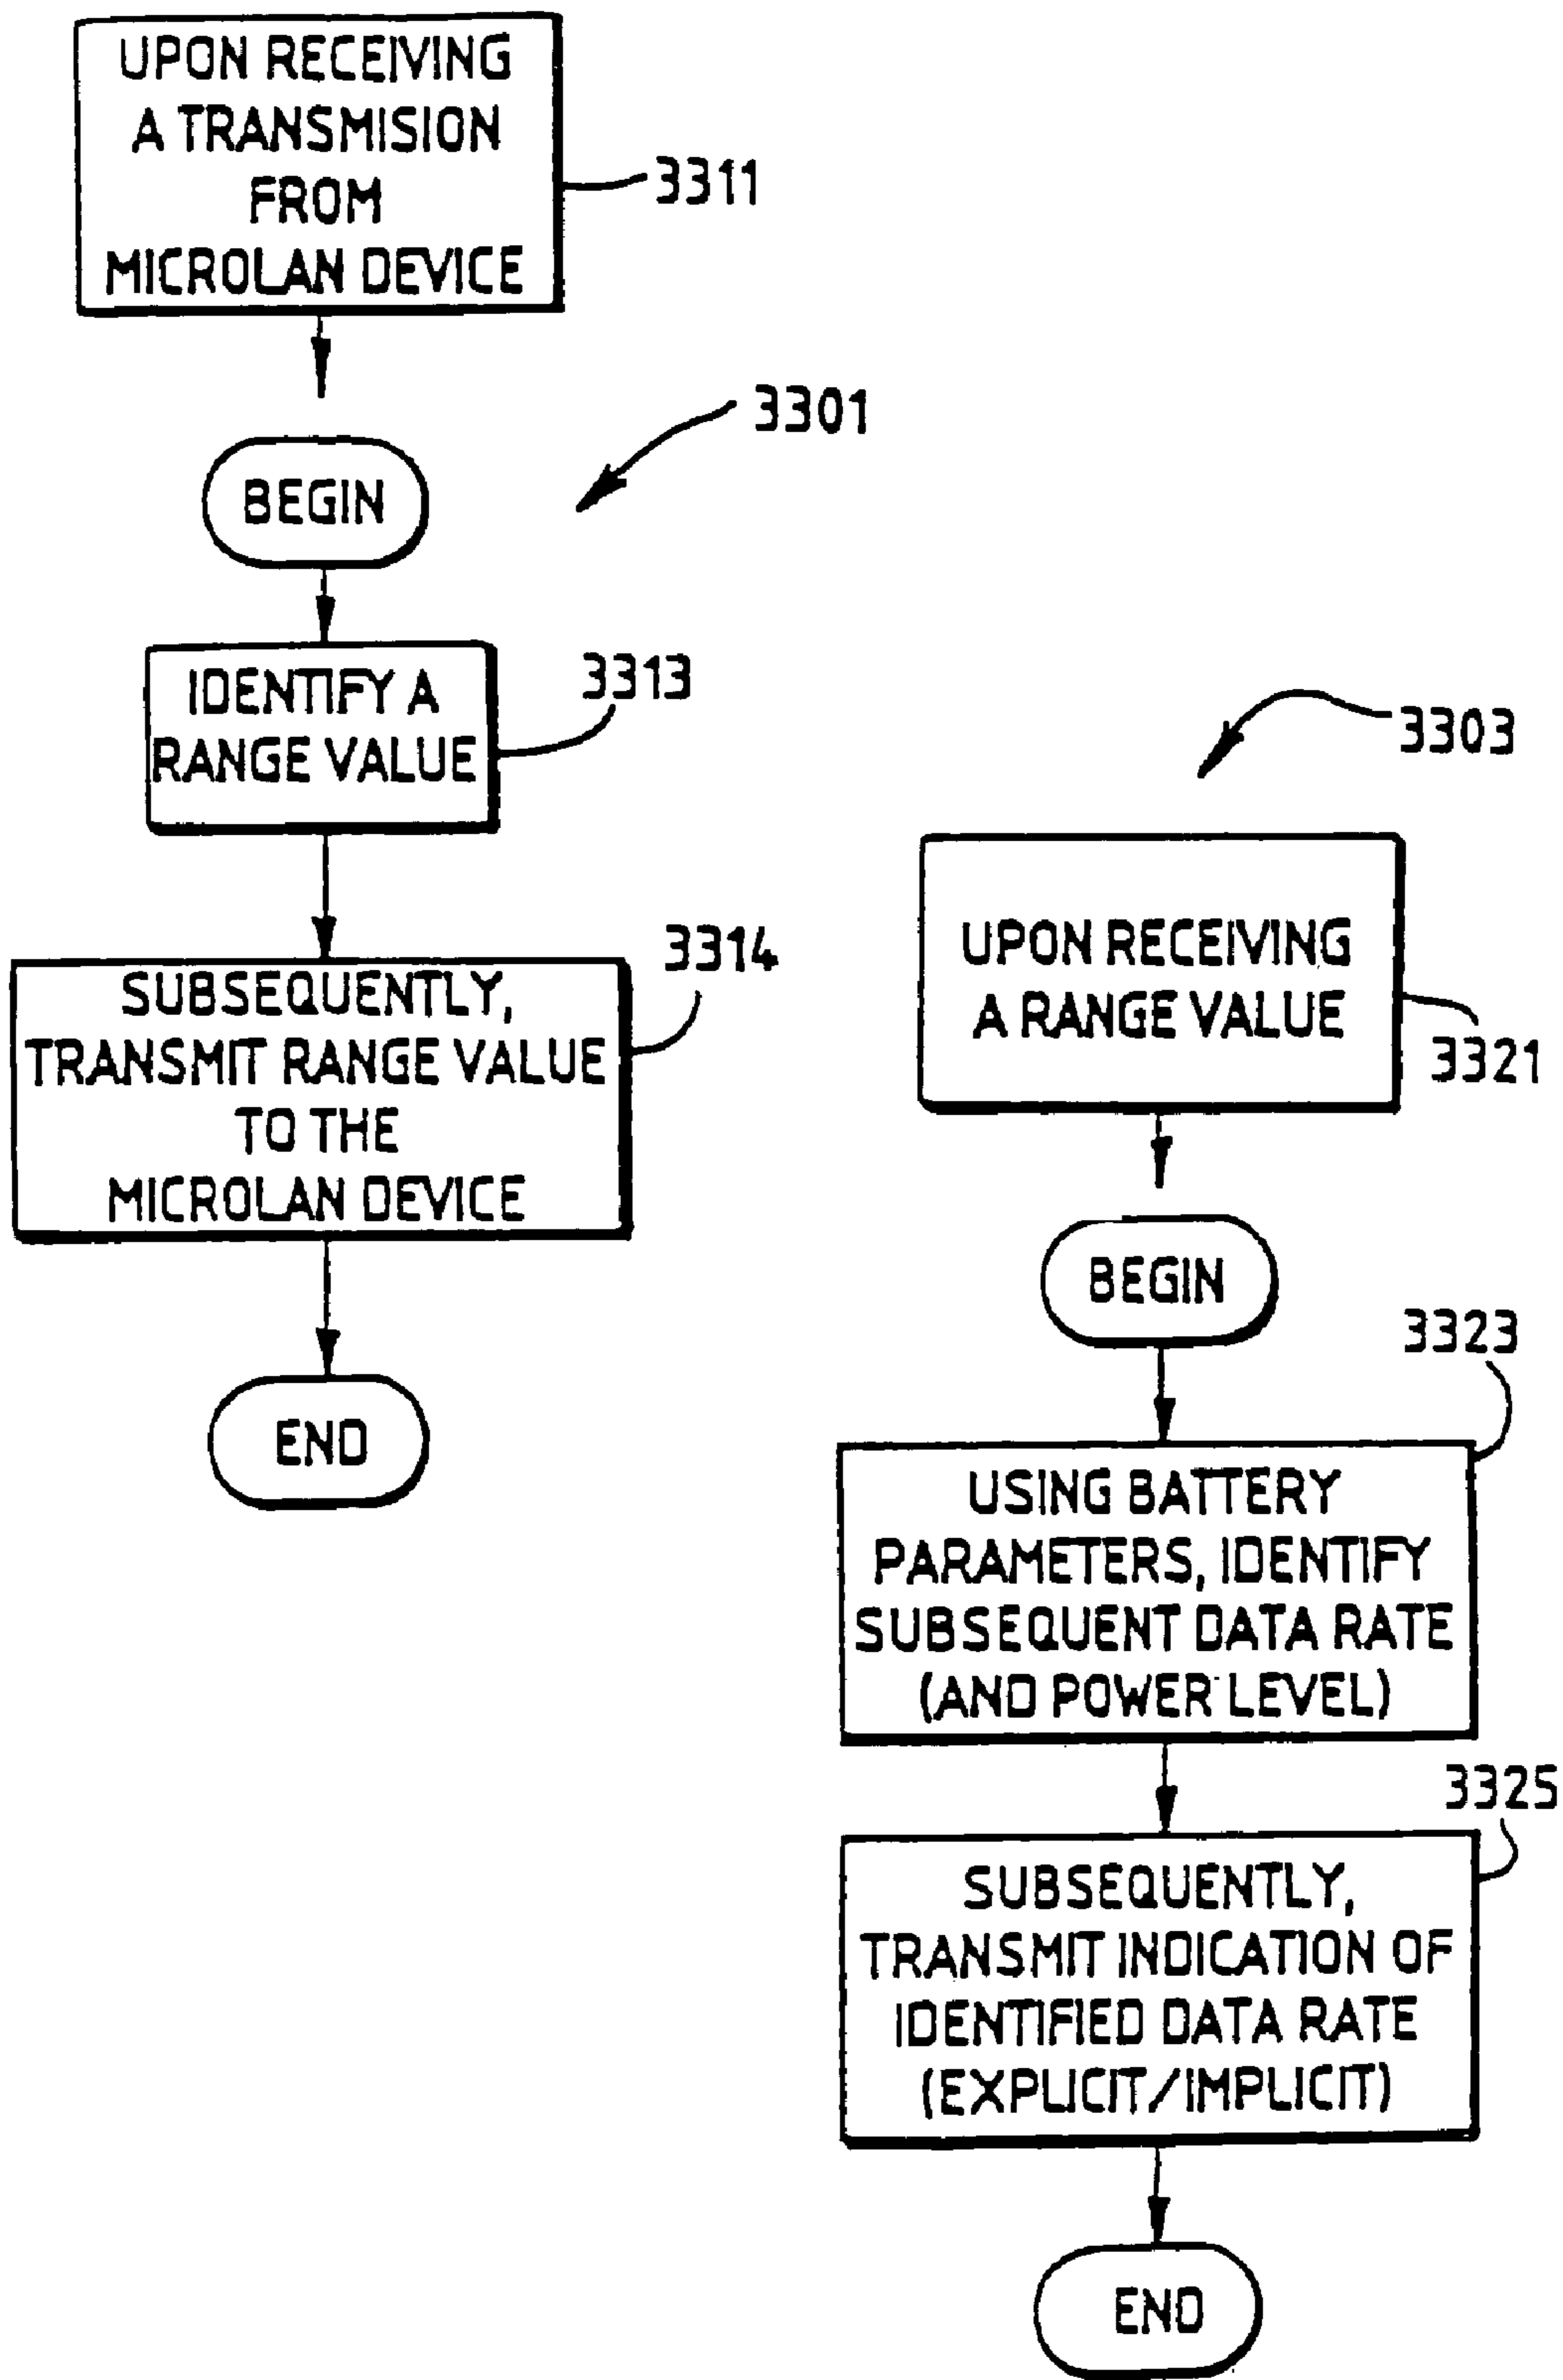 UPON RECEIVING
A TRANSMISION
FROM
MICROLAN DEVICE
3311
3301
BEGIN
IDENTIFY A
RANGE VALUE
3313
SUBSEQUENTLY,
TRANSMIT RANGE VALUE
TO THE
MICROLAN DEVICE
3314
END
3303
UPON RECEIVING
A RANGE VALUE
3321
BEGIN
3323
USING BATTERY
PARAMETERS, IDENTIFY
SUBSEQUENT DATA RATE
(AND POWER LEVEL)
3325
SUBSEQUENTLY,
TRANSMIT INDICATION OF
IDENTIFIED DATA RATE
(EXPLICIT/IMPLICIT)
END